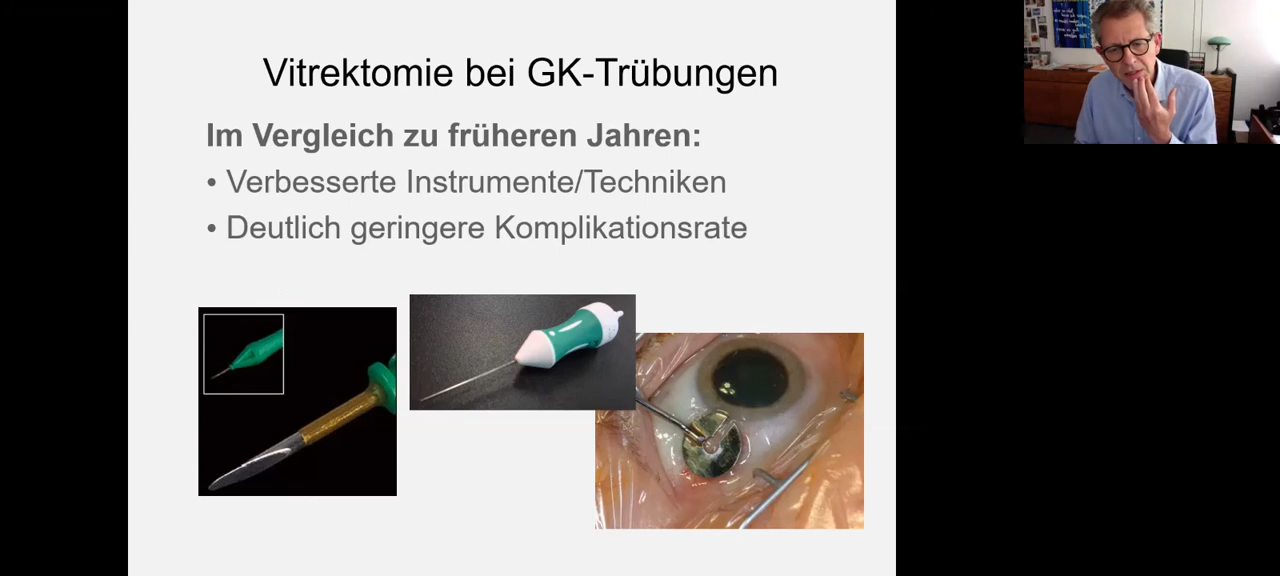 Vitrektomie bei GK-Trübungen
Im Vergleich zu früheren Jahren:
• Verbesserte Instrumente/Techniken
• Deutlich geringere Komplikationsrate